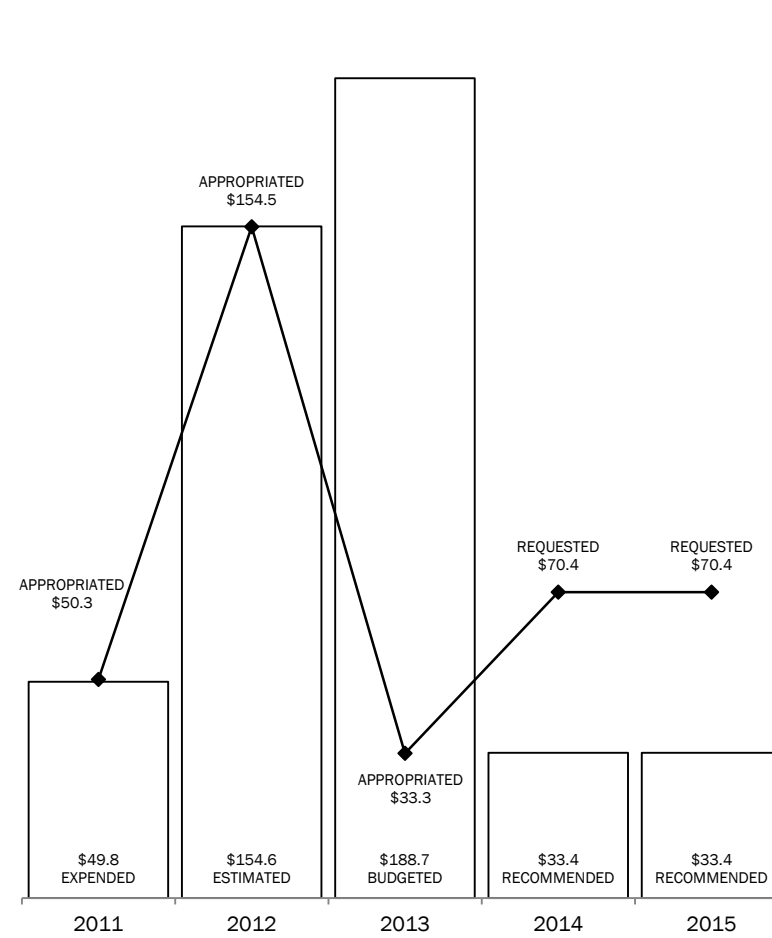 APPROPRIATED
$154.5
REQUESTED
$70.4
REQUESTED
$70.4
APPROPRIATED
$50.3
APPROPRIATED
$33.3
$49.8
EXPENDED
$154.6
ESTIMATED
$188.7
BUDGETED
$33.4
RECOMMENDED
$33.4
RECOMMENDED
2011
2012
2013
2014
2015